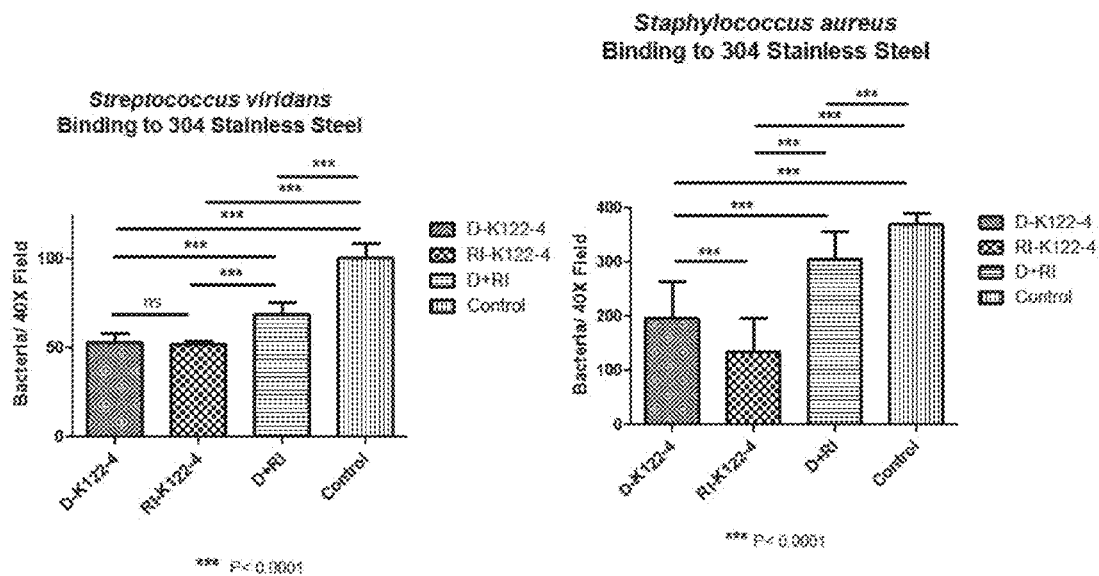 Streptococcus viridans
Binding to 304 Stainless Steel
***
***
***
***
***
ns
Bacteria/ 40X Field
100
50
0
D-K122-4
RI-K122-4
D+RI
Control
D-K122-4
RI-K122-4
D+RI
Control
*** P< 0.0001
Staphylococcus aureus
Binding to 304 Stainless Steel
***
***
***
***
***
***
Bacteria/ 40X Field
400
300
200
100
0
D-K122-4
RI-K122-4
D+RI
Control
D-K122-4
RI-K122-4
D+RI
Control
*** P< 0.0001